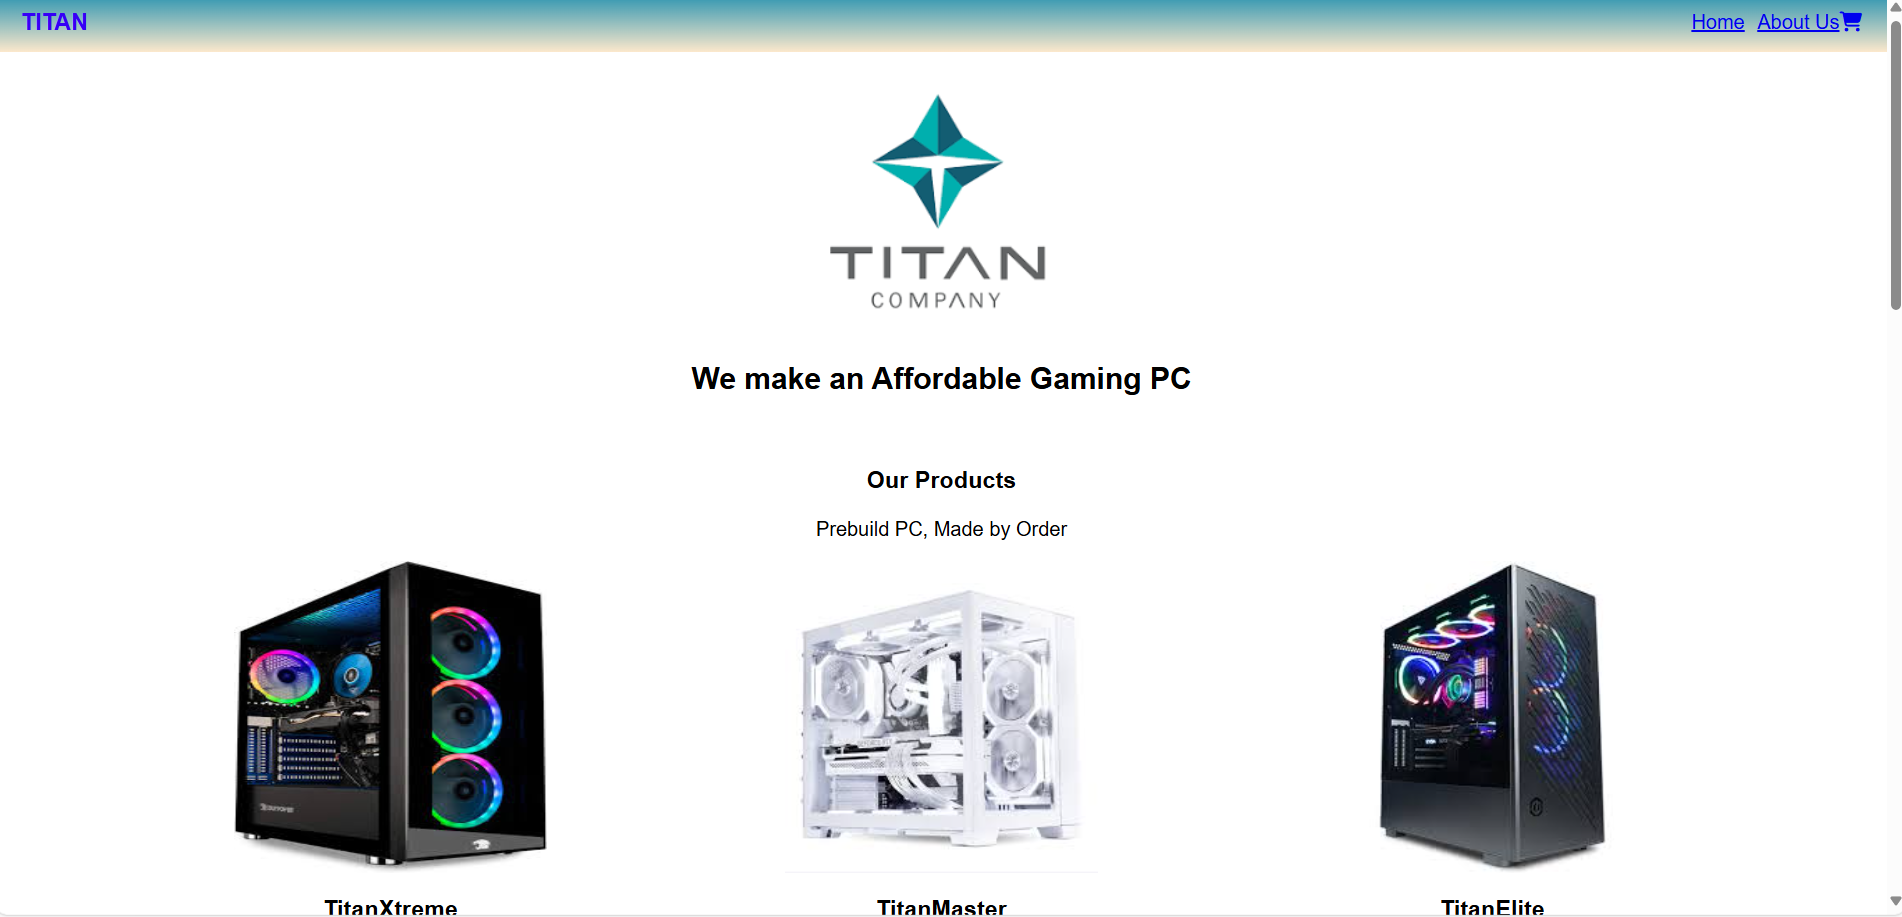 TITAN
Home About Us
TITAN
COMPANY
We make an Affordable Gaming PC
Our Products
Prebuild PC, Made by Order
TitanXtreme
TitanMaster
TitanElite